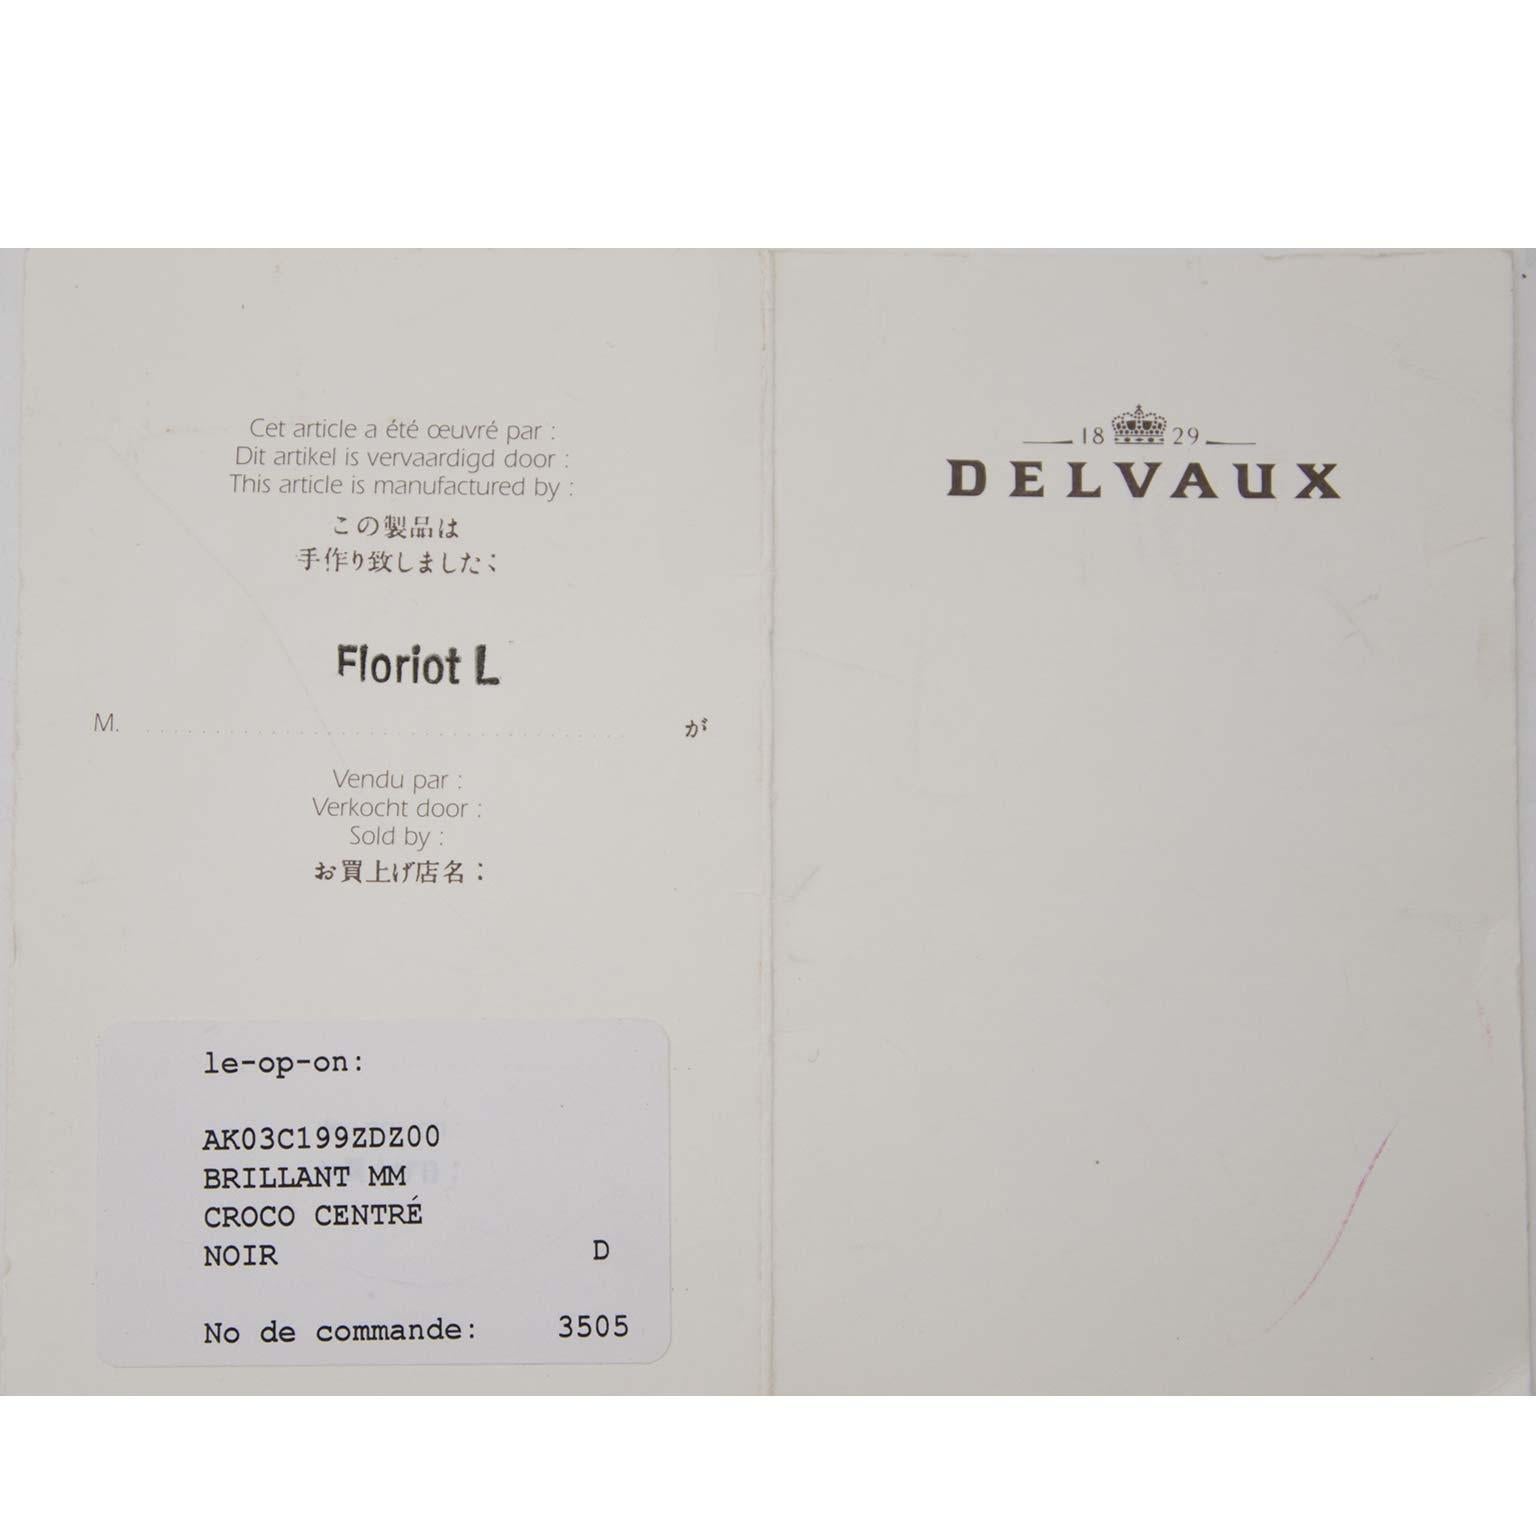 Cet article a été œuvré par :
Dit artikel is vervaardigd door :
This article is manufactured by :
この製品は
手作り致しました:
Floriot L
M. が
Vendu par :
Verkocht door :
Sold by :
お買上げ店名:
le-op-on:
AK03C199ZDZ00
BRILLANT MM
CROCO CENTRÉ
NOIR D
No de commande: 3505
18 29
DELVAUX